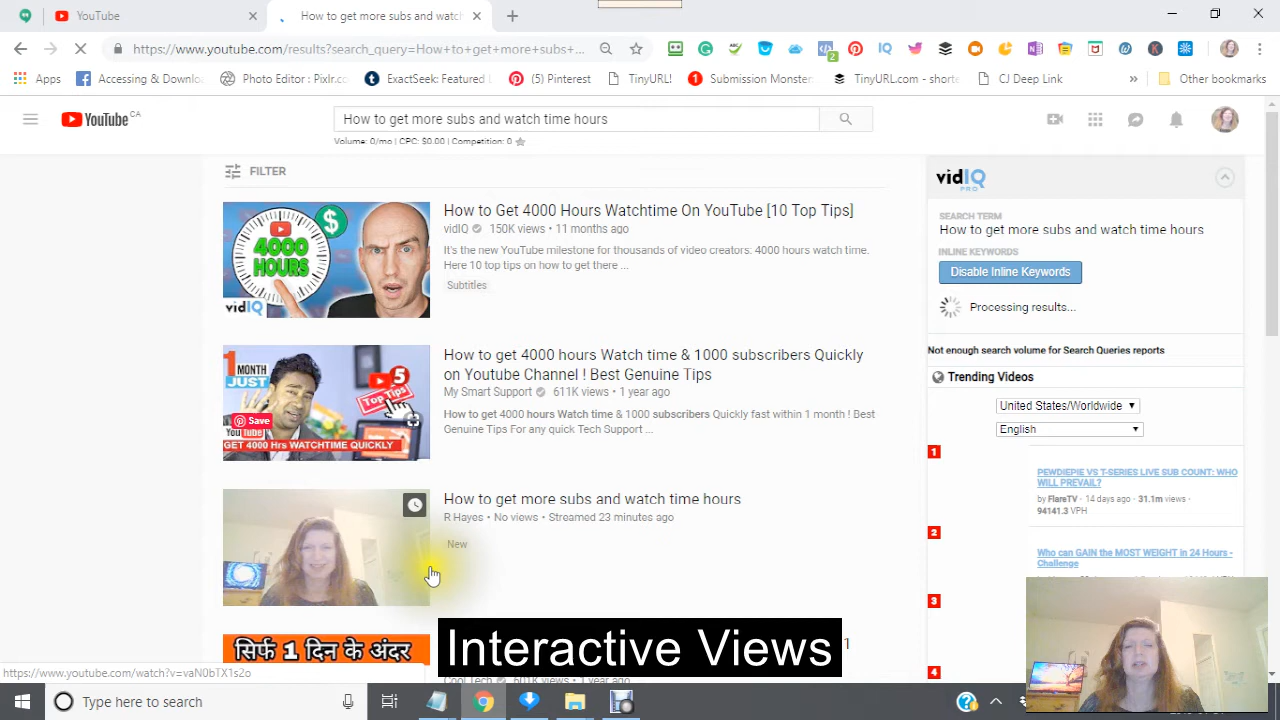 YouTube
How to get more subs and watch
https://www.youtube.com/results?search_query=How+to+get+more+subs+...
Apps
Accessing & Downlo
Photo Editor : Pixlr.c
ExactSeek: Featured L
(5) Pinterest
TinyURL!
Submission Monster
TinyURL.com - shorte
CJ Deep Link
»
Other bookmarks
YouTube CA
How to get more subs and watch time hours
Volume: 0/mo | CPC: $0.00 | Competition: 0
FILTER
vidIQ
PRO
SEARCH TERM
How to get more subs and watch time hours
INLINE KEYWORDS
Disable Inline Keywords
Processing results...
Not enough search volume for Search Queries reports
Trending Videos
United States/Worldwide
English
1
PEWDIEPIE VS T-SERIES LIVE SUB COUNT: WHO
WILL PREVAIL?
by FlareTV - 14 days ago - 31.1m views -
94141.3 VPH
2
Who can GAIN the MOST WEIGHT in 24 Hours -
Challenge
3
4
4000
HOURS
$
vidIQ
How to Get 4000 Hours Watchtime On YouTube [10 Top Tips]
vidIQ 150K views • 11 months ago
It's the new YouTube milestone for thousands of video creators: 4000 hours watch time.
Here 10 top tips on how to get there ...
Subtitles
1 MONTH
JUST
5
Top Tips
Save
You Tube
GET 4000 Hrs WATCHTIME QUICKLY
How to get 4000 hours Watch time & 1000 subscribers Quickly
on Youtube Channel ! Best Genuine Tips
My Smart Support 611K views • 1 year ago
How to get 4000 hours Watch time & 1000 subscribers Quickly fast within 1 month ! Best
Genuine Tips For any quick Tech Support ...
How to get more subs and watch time hours
R Hayes • No views • Streamed 23 minutes ago
New
सिर्फ 1 दिन के अंदर
Cool Tech 601K views • 1 year ago
Interactive Views
https://www.youtube.com/watch?v=vaN0bTX1s2o
Type here to search